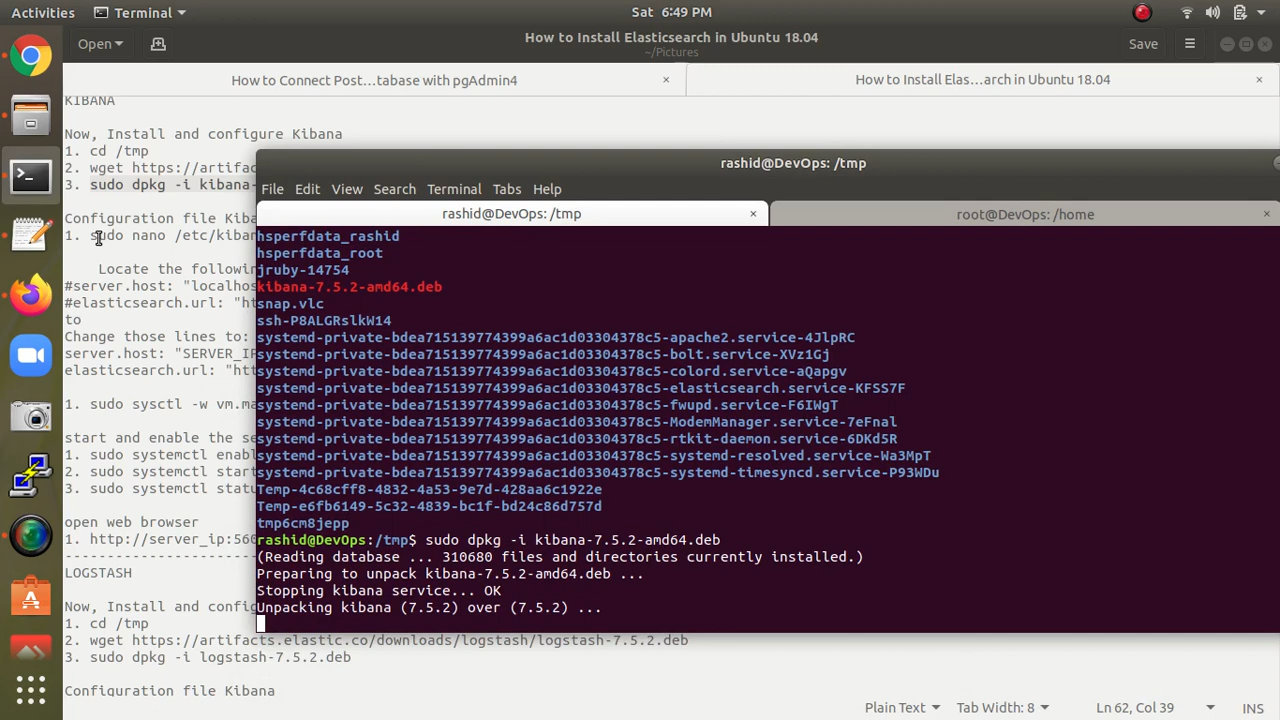 Activities
Terminal
Sat 6:49 PM
Open
How to Install Elasticsearch in Ubuntu 18.04
~/Pictures
Save
How to Connect Post…tabase with pgAdmin4
×
How to Install Elas…arch in Ubuntu 18.04
×
KIBANA
Now, Install and configure Kibana
1. cd /tmp
2. wget https://artifac
3. sudo dpkg -i kibana-
Configuration file Kiba
1. sudo nano /etc/kiban
Locate the followin
#server.host: "localhos
#elasticsearch.url: "ht
to
Change those lines to:
server.host: "SERVER_IP
elasticsearch.url: "htt
1. sudo sysctl -w vm.ma
start and enable the se
1. sudo systemctl enabl
2. sudo systemctl start
3. sudo systemctl statu
open web browser
1. http://server_ip:560
--------------------------------
LOGSTASH
Now, Install and config
1. cd /tmp
2. wget https://artifacts.elastic.co/downloads/logstash/logstash-7.5.2.deb
3. sudo dpkg -i logstash-7.5.2.deb
Configuration file Kibana
rashid@DevOps: /tmp
File Edit View Search Terminal Tabs Help
rashid@DevOps: /tmp ×
root@DevOps: /home ×
hsperfdata_rashid
hsperfdata_root
jruby-14754
kibana-7.5.2-amd64.deb
snap.vlc
ssh-P8ALGRslkW14
systemd-private-bdea715139774399a6ac1d03304378c5-apache2.service-4JlpRC
systemd-private-bdea715139774399a6ac1d03304378c5-bolt.service-XVz1Gj
systemd-private-bdea715139774399a6ac1d03304378c5-colord.service-aQapgv
systemd-private-bdea715139774399a6ac1d03304378c5-elasticsearch.service-KFSS7F
systemd-private-bdea715139774399a6ac1d03304378c5-fwupd.service-F6IWgT
systemd-private-bdea715139774399a6ac1d03304378c5-ModemManager.service-7eFnal
systemd-private-bdea715139774399a6ac1d03304378c5-rtkit-daemon.service-6DKd5R
systemd-private-bdea715139774399a6ac1d03304378c5-systemd-resolved.service-Wa3MpT
systemd-private-bdea715139774399a6ac1d03304378c5-systemd-timesyncd.service-P93WDu
Temp-4c68cff8-4832-4a53-9e7d-428aa6c1922e
Temp-e6fb6149-5c32-4839-bc1f-bd24c86d757d
tmp6cm8jepp
rashid@DevOps:/tmp$ sudo dpkg -i kibana-7.5.2-amd64.deb
(Reading database ... 310680 files and directories currently installed.)
Preparing to unpack kibana-7.5.2-amd64.deb ...
Stopping kibana service... OK
Unpacking kibana (7.5.2) over (7.5.2) ...
Plain Text
Tab Width: 8
Ln 62, Col 39
INS